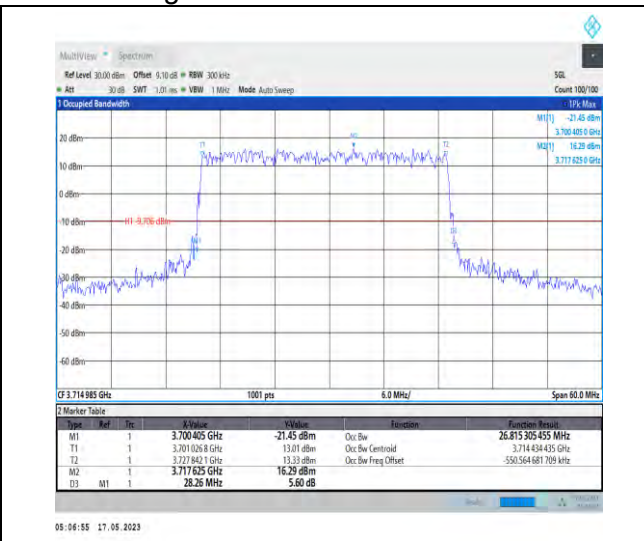 MultiView Spectrum
Ref Level 30.00 dBm Offset 9.10 dB RBW 300 kHz SGL
Att 30 dB SWT 1.01 ms VBW 1 MHz Mode Auto Sweep Count 100/100
1 Occupied Bandwidth 1Pk Max
M1[1] -21.45 dBm
3.700 405 0 GHz
M2[1] 16.29 dBm
3.717 625 0 GHz
20 dBm
10 dBm
0 dBm
-10 dBm
H1 -9.706 dBm
-20 dBm
-30 dBm
-40 dBm
-50 dBm
-60 dBm
T1
T2
M2
CF 3.714 985 GHz 1001 pts 6.0 MHz/ Span 60.0 MHz
2 Marker Table
Type Ref Trc X-Value Y-Value Function Function Result
M1 1 3.700 405 GHz -21.45 dBm Occ Bw 26.815 305 455 MHz
T1 1 3.701 026 8 GHz 13.01 dBm Occ Bw Centroid 3.714 434 435 GHz
T2 1 3.727 842 1 GHz 13.33 dBm Occ Bw Freq Offset -550.564 681 709 kHz
M2 1 3.717 625 GHz 16.29 dBm
D3 M1 1 28.26 MHz 5.60 dB
05:06:55 17.05.2023